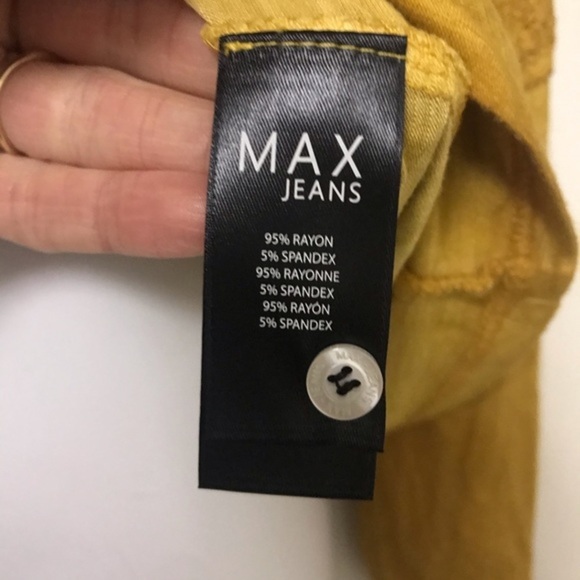 MAX
JEANS
95% RAYON
5% SPANDEX
95% RAYONNE
5% SPANDEX
95% RAYÓN
5% SPANDEX